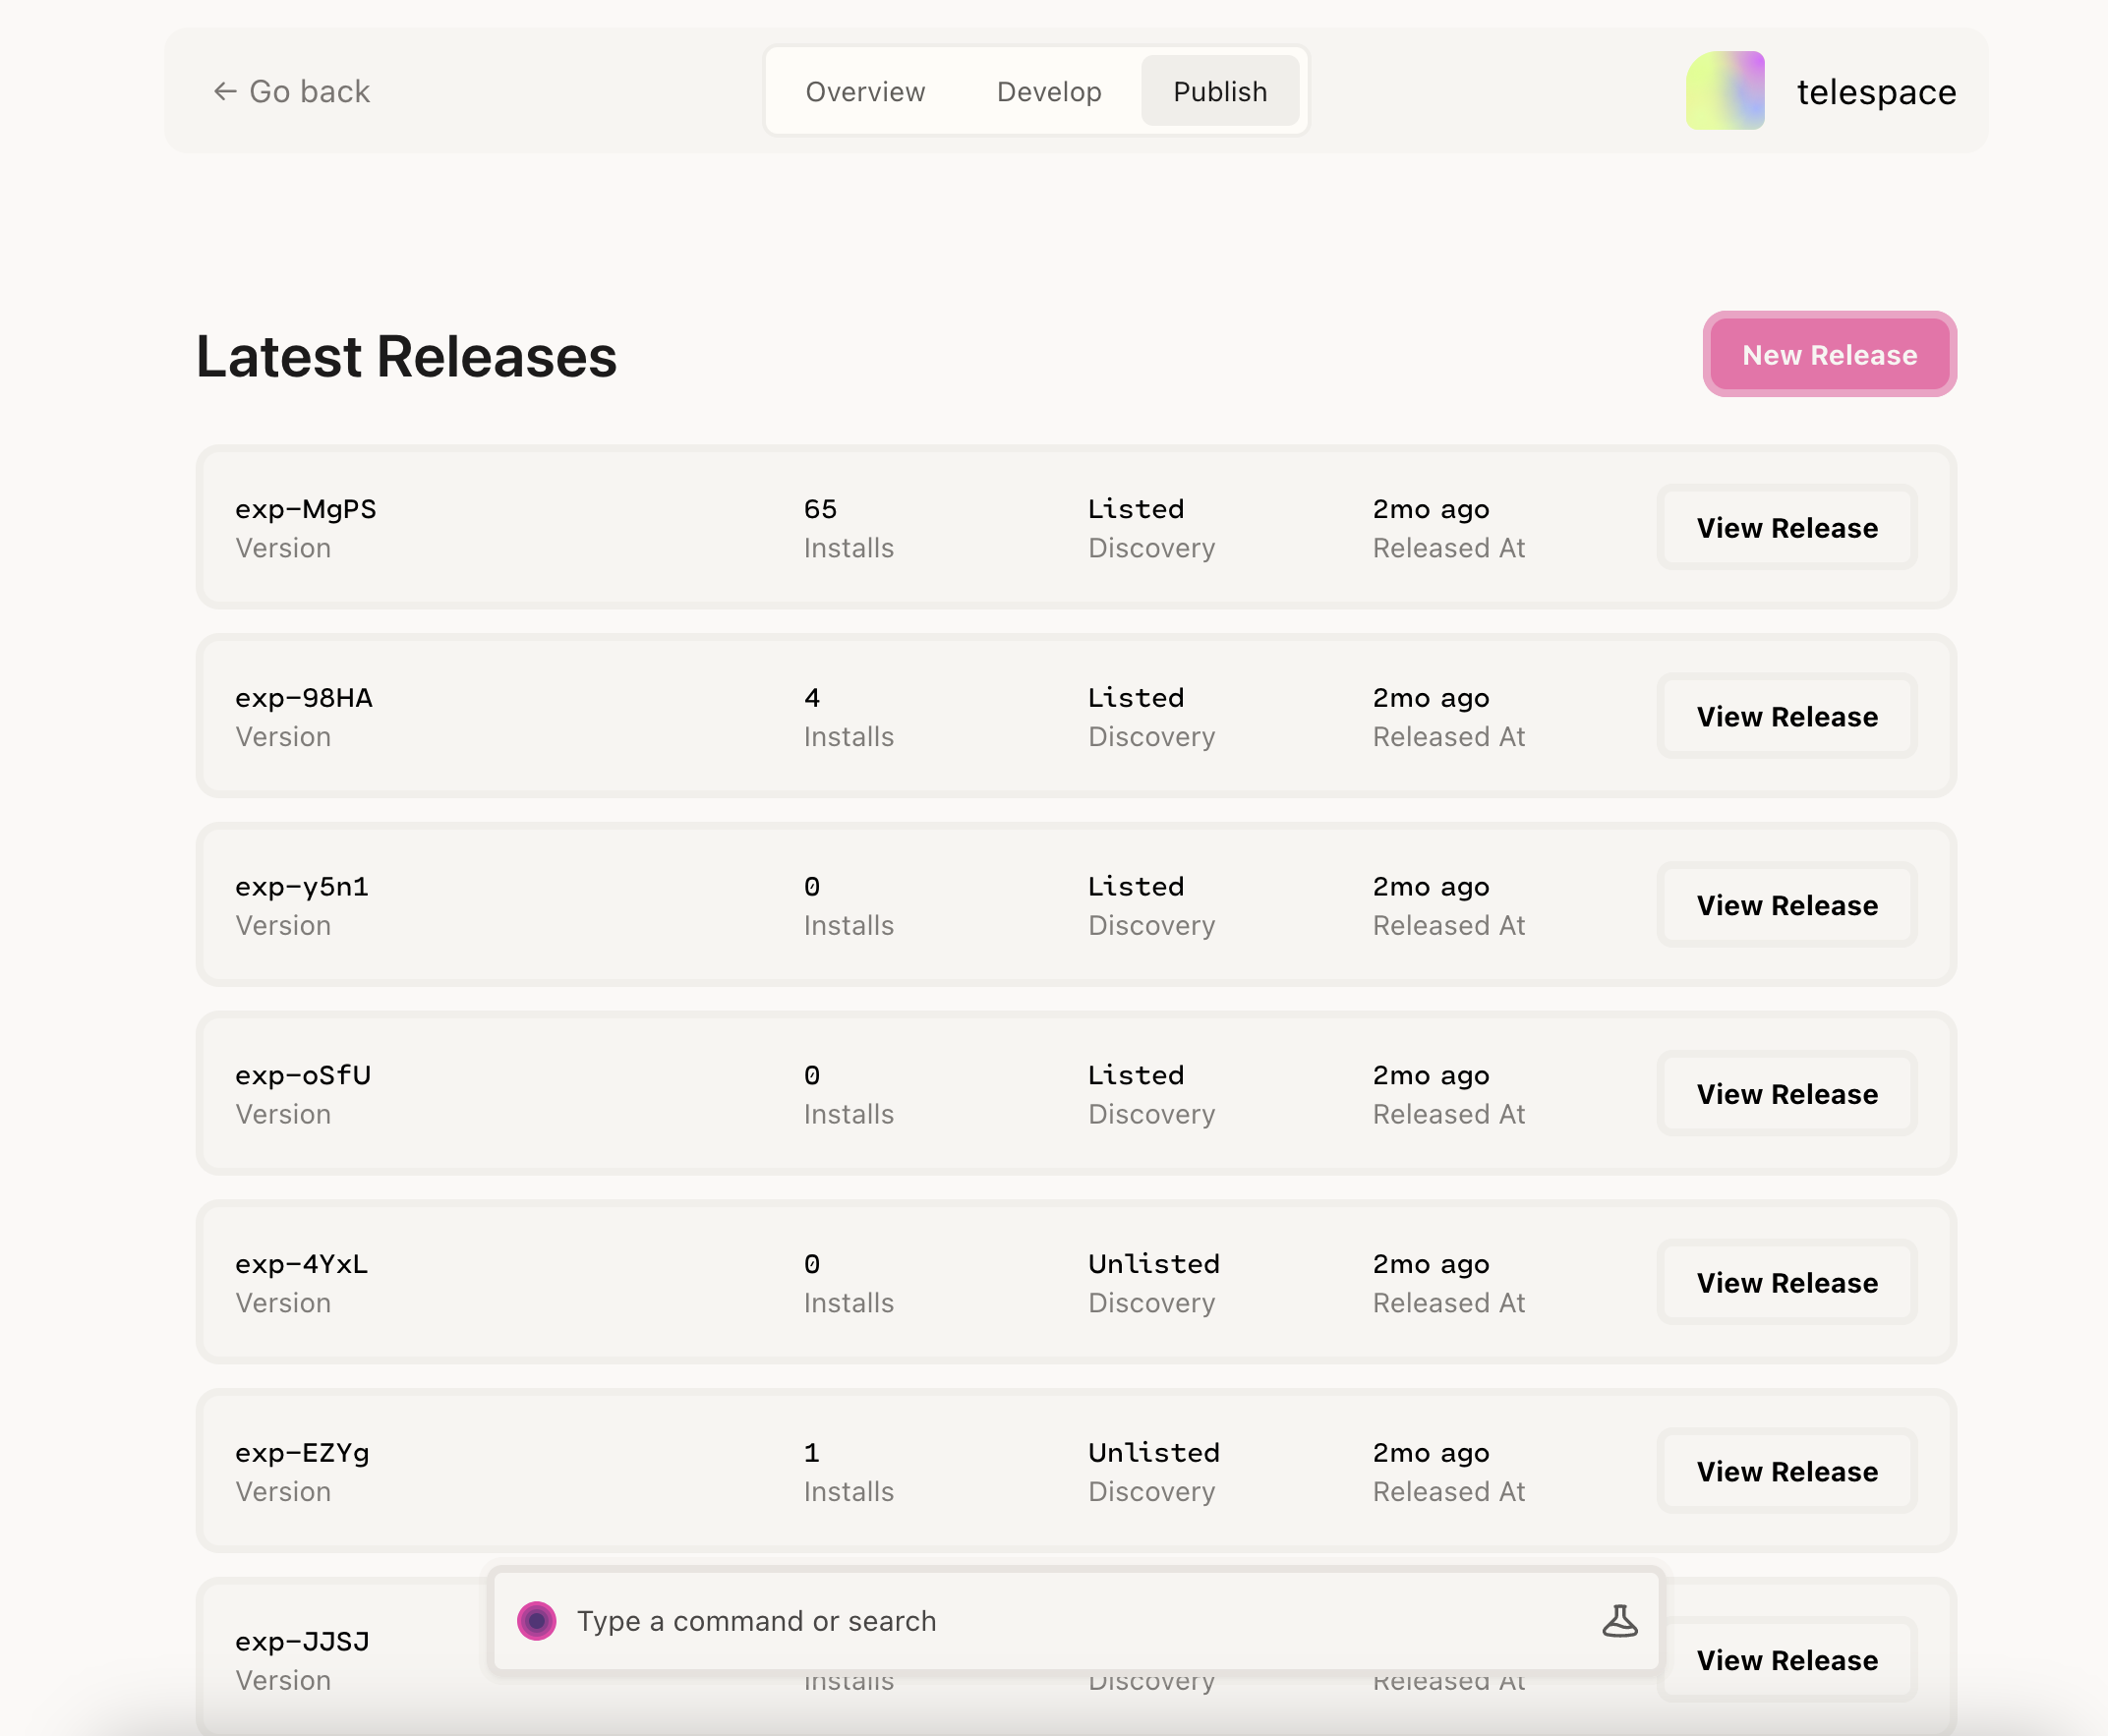 ← Go back
Overview
Develop
Publish
telespace
Latest Releases
New Release
exp-MgPS
Version
65
Installs
Listed
Discovery
2mo ago
Released At
View Release
exp-98HA
Version
4
Installs
Listed
Discovery
2mo ago
Released At
View Release
exp-y5n1
Version
0
Installs
Listed
Discovery
2mo ago
Released At
View Release
exp-oSfU
Version
0
Installs
Listed
Discovery
2mo ago
Released At
View Release
exp-4YxL
Version
0
Installs
Unlisted
Discovery
2mo ago
Released At
View Release
exp-EZYg
Version
1
Installs
Unlisted
Discovery
2mo ago
Released At
View Release
exp-JJSJ
Version
Installs
Discovery
Released At
View Release
Type a command or search